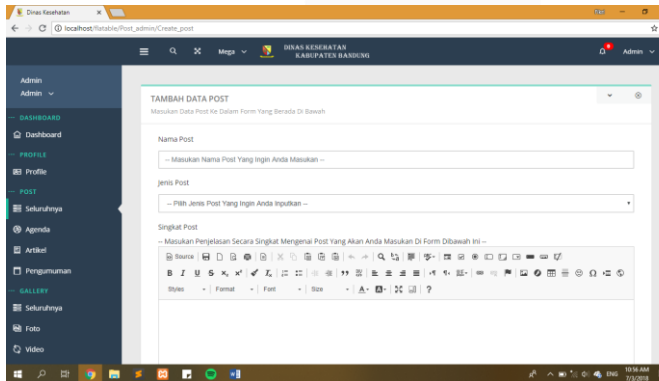 Dinas Kesehatan
localhost/flatable/Post_admin/Create_post
Mega
DINAS KESEHATAN
KABUPATEN BANDUNG
Admin
Admin
Admin
DASHBOARD
Dashboard
PROFILE
Profile
POST
Seluruhnya
Agenda
Artikel
Pengumuman
GALLERY
Seluruhnya
Foto
Video
TAMBAH DATA POST
Masukan Data Post Ke Dalam Form Yang Berada Di Bawah
Nama Post
-- Masukan Nama Post Yang Ingin Anda Masukan --
Jenis Post
-- Pilih Jenis Post Yang Ingin Anda Inputkan --
Singkat Post
-- Masukan Penjelasan Secara Singkat Mengenai Post Yang Akan Anda Masukan Di Form Dibawah Ini --
Source
B I U S x₂ x² Iₓ
Styles Format Font Size A A ?
ENG
10:56 AM
7/3/2018